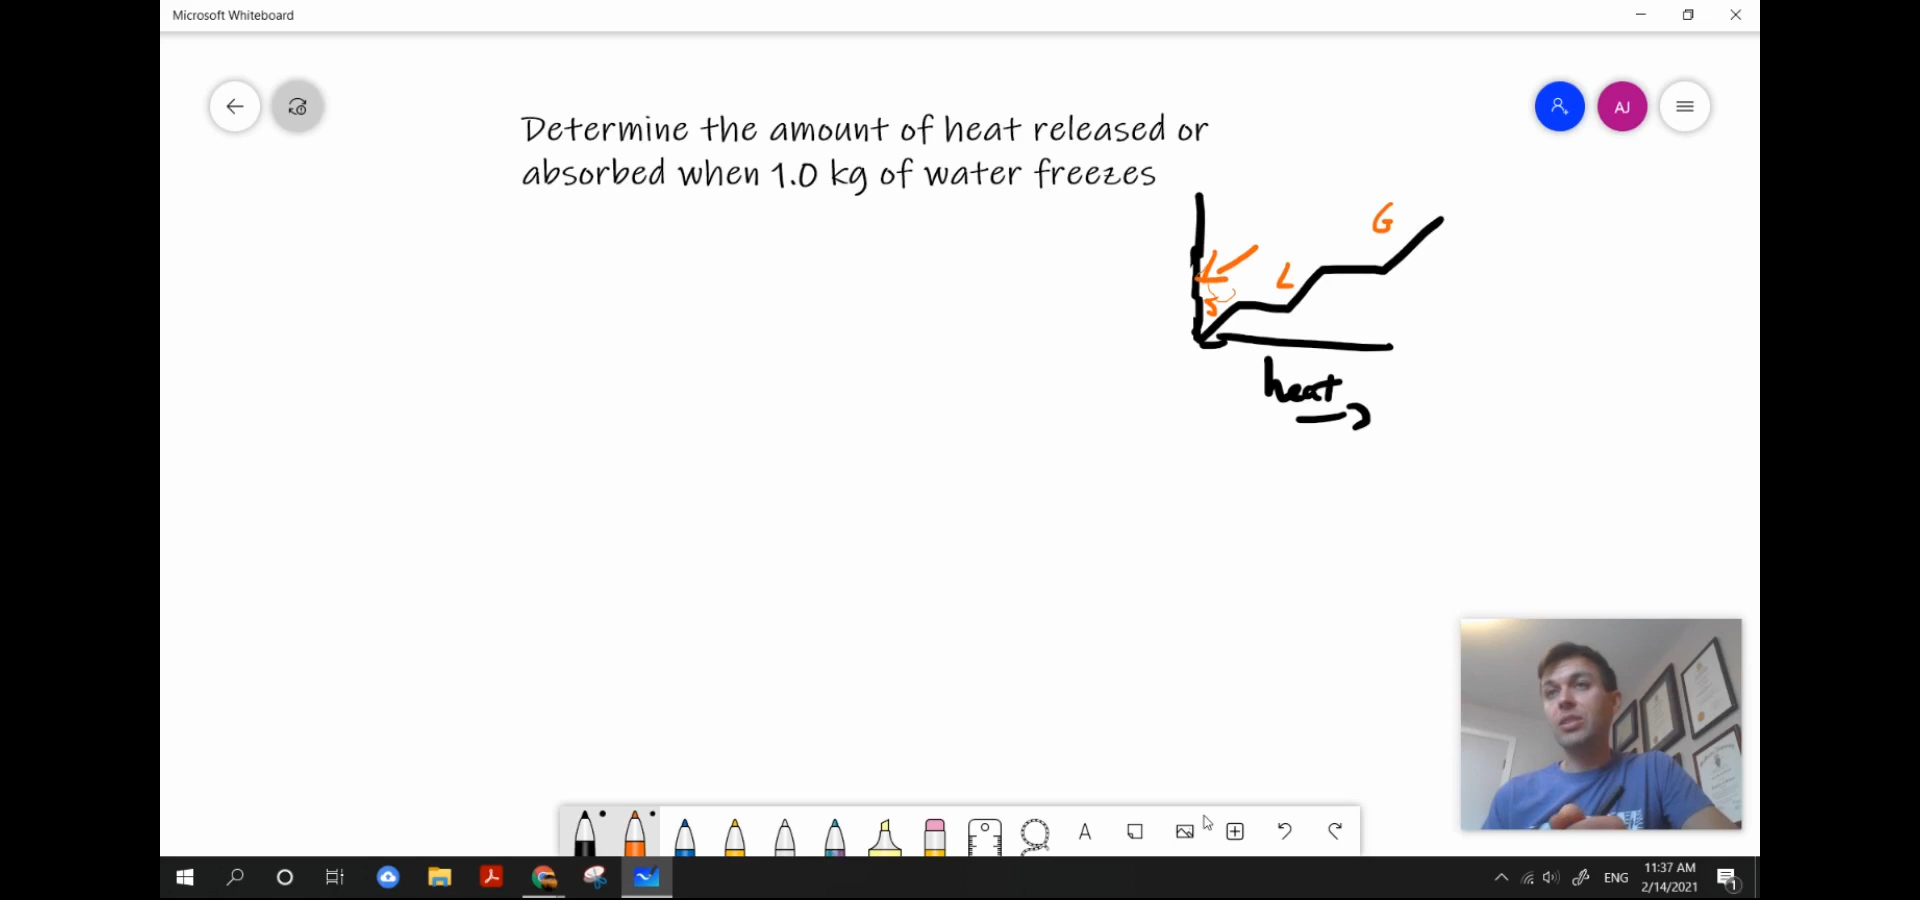 Microsoft Whiteboard
AJ
Determine the amount of heat released or
absorbed when 1.0 kg of water freezes
G
L
L
S
heat
A
ENG
11:37 AM
2/14/2021
1